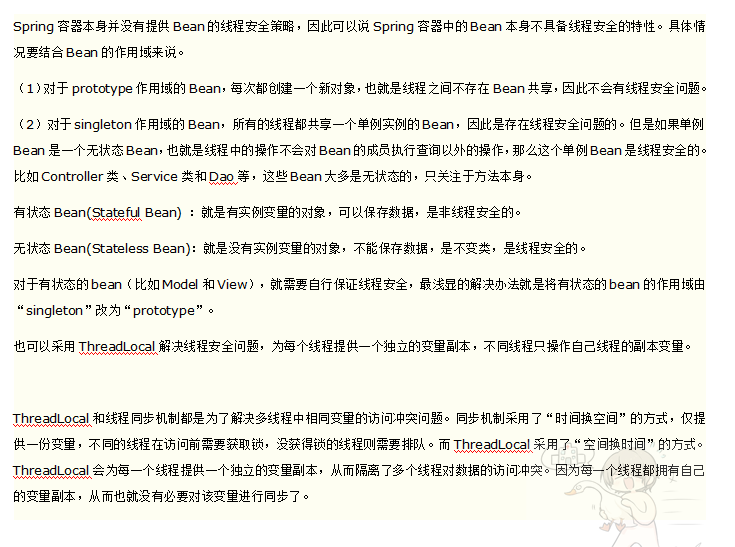 Spring 容器本身并没有提供 Bean 的线程安全策略，因此可以说 Spring 容器中的 Bean 本身不具备线程安全的特性。具体情
况要结合 Bean 的作用域来说。
（1）对于 prototype 作用域的 Bean，每次都创建一个新对象，也就是线程之间不存在 Bean 共享，因此不会有线程安全问题。
（2）对于 singleton 作用域的 Bean，所有的线程都共享一个单例实例的 Bean，因此是存在线程安全问题的。但是如果单例
Bean 是一个无状态 Bean，也就是线程中的操作不会对 Bean 的成员执行查询以外的操作，那么这个单例 Bean 是线程安全的。
比如 Controller 类、Service 类和 Dao 等，这些 Bean 大多是无状态的，只关注于方法本身。
有状态 Bean(Stateful Bean) ：就是有实例变量的对象，可以保存数据，是非线程安全的。
无状态 Bean(Stateless Bean)：就是没有实例变量的对象，不能保存数据，是不变类，是线程安全的。
对于有状态的 bean（比如 Model 和 View），就需要自行保证线程安全，最浅显的解决办法就是将有状态的 bean 的作用域由
“singleton”改为“prototype”。
也可以采用 ThreadLocal 解决线程安全问题，为每个线程提供一个独立的变量副本，不同线程只操作自己线程的副本变量。
ThreadLocal 和线程同步机制都是为了解决多线程中相同变量的访问冲突问题。同步机制采用了“时间换空间”的方式，仅提
供一份变量，不同的线程在访问前需要获取锁，没获得锁的线程则需要排队。而 ThreadLocal 采用了“空间换时间”的方式。
ThreadLocal 会为每一个线程提供一个独立的变量副本，从而隔离了多个线程对数据的访问冲突。因为每一个线程都拥有自己
的变量副本，从而也就没有必要对该变量进行同步了。